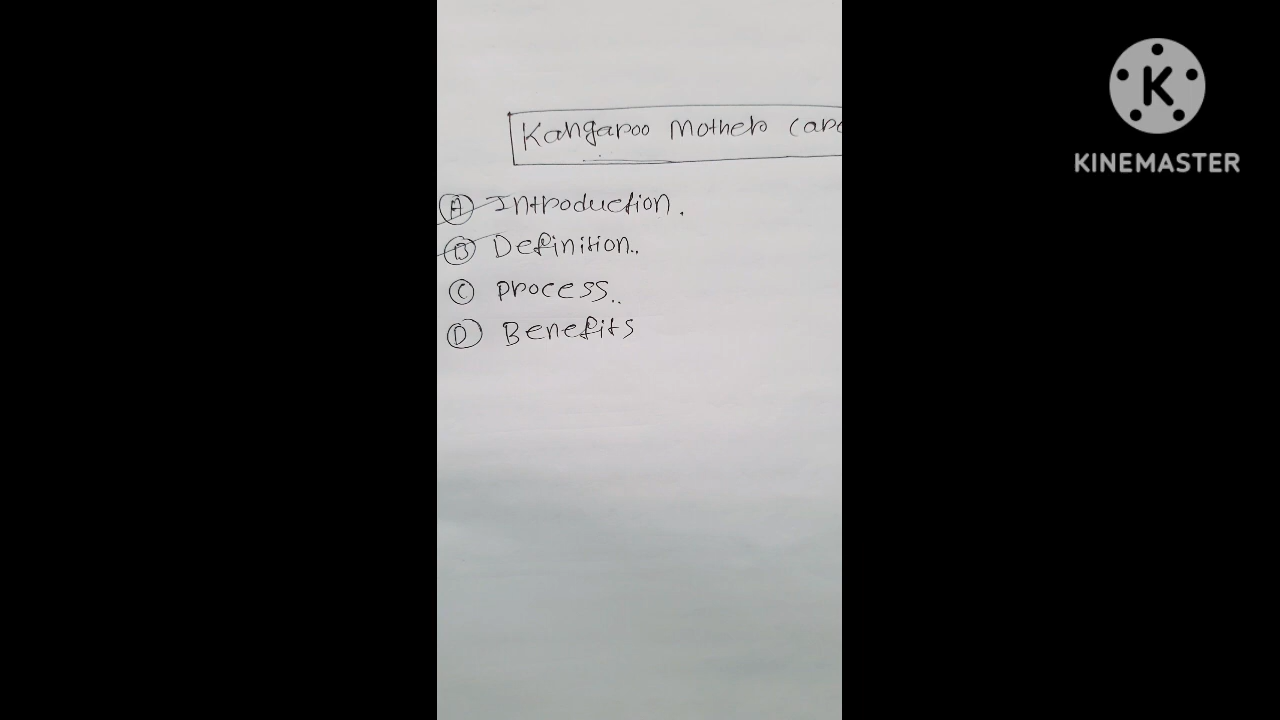 Kangaroo Mother Care
Ⓐ Introduction.
Ⓑ Definition..
Ⓒ process..
Ⓓ Benefits
K
KINEMASTER